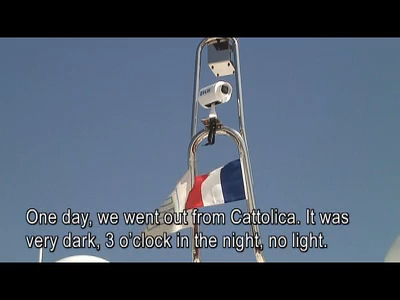 One day, we went out from Cattolica. It was
very dark, 3 o'clock in the night, no light.